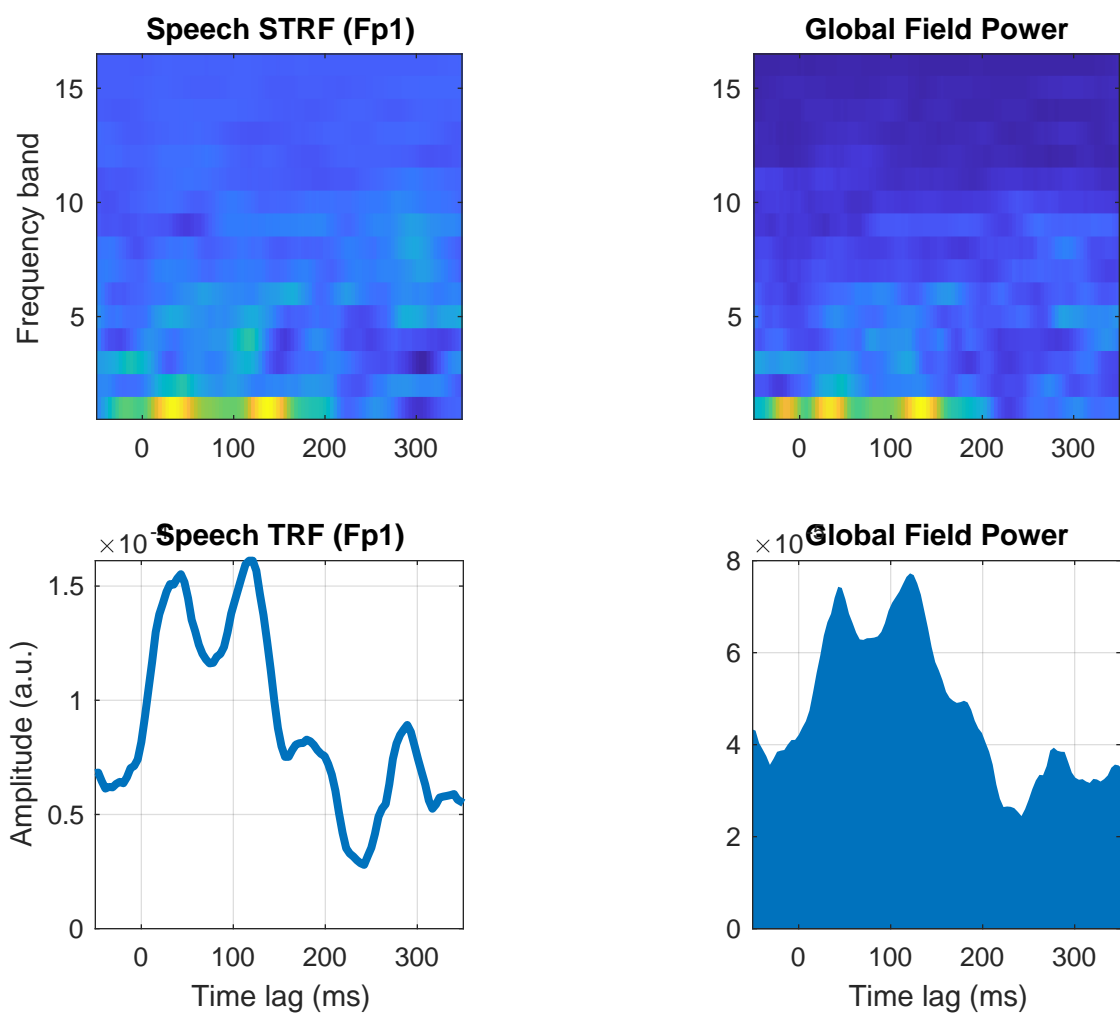 Speech STRF (Fp1)
Frequency band
15
10
5
0 100 200 300
Global Field Power
15
10
5
0 100 200 300
Speech TRF (Fp1)
Amplitude (a.u.)
1.5
1
0.5
0
0 100 200 300
Time lag (ms)
Global Field Power
8
6
4
2
0
0 100 200 300
Time lag (ms)